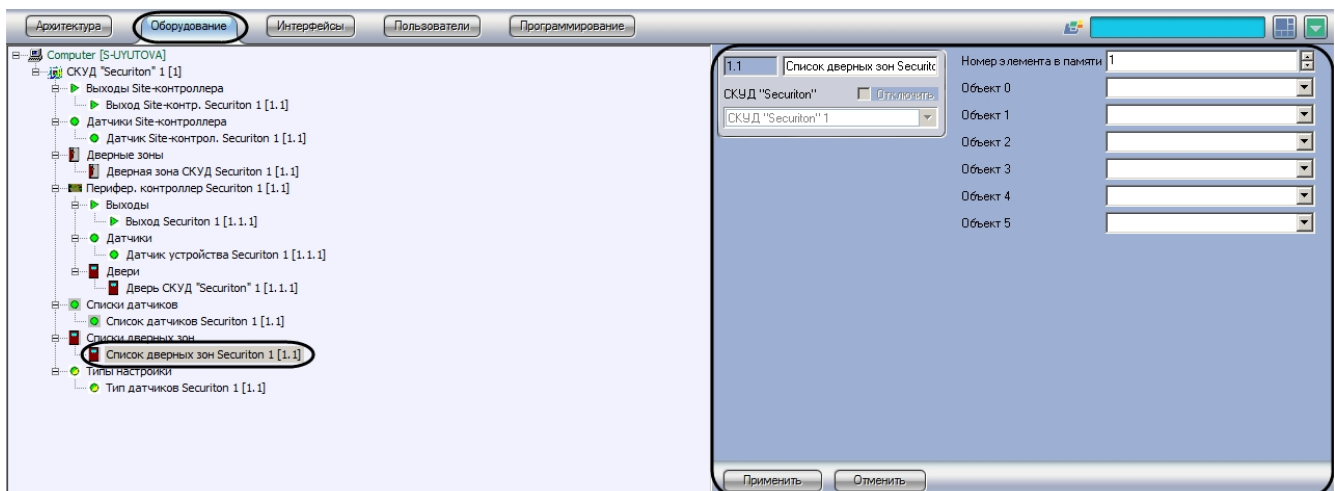 Архитектура Оборудование Интерфейсы Пользователи Программирование
Computer [S-UYUTOVA]
СКУД "Securiton" 1 [1]
Выходы Site-контроллера
Выход Site-контр. Securiton 1 [1.1]
Датчики Site-контроллера
Датчик Site-контрол. Securiton 1 [1.1]
Дверные зоны
Дверная зона СКУД Securiton 1 [1.1]
Перифер. контроллер Securiton 1 [1.1]
Выходы
Выход Securiton 1 [1.1.1]
Датчики
Датчик устройства Securiton 1 [1.1.1]
Двери
Дверь СКУД "Securiton" 1 [1.1.1]
Списки датчиков
Список датчиков Securiton 1 [1.1]
Списки дверных зон
Список дверных зон Securiton 1 [1.1]
Типы настройки
Тип датчиков Securiton 1 [1.1]
1.1 Список дверных зон Securitc
СКУД "Securiton" Отключить
СКУД "Securiton" 1
Номер элемента в памяти 1
Объект 0
Объект 1
Объект 2
Объект 3
Объект 4
Объект 5
Применить Отменить